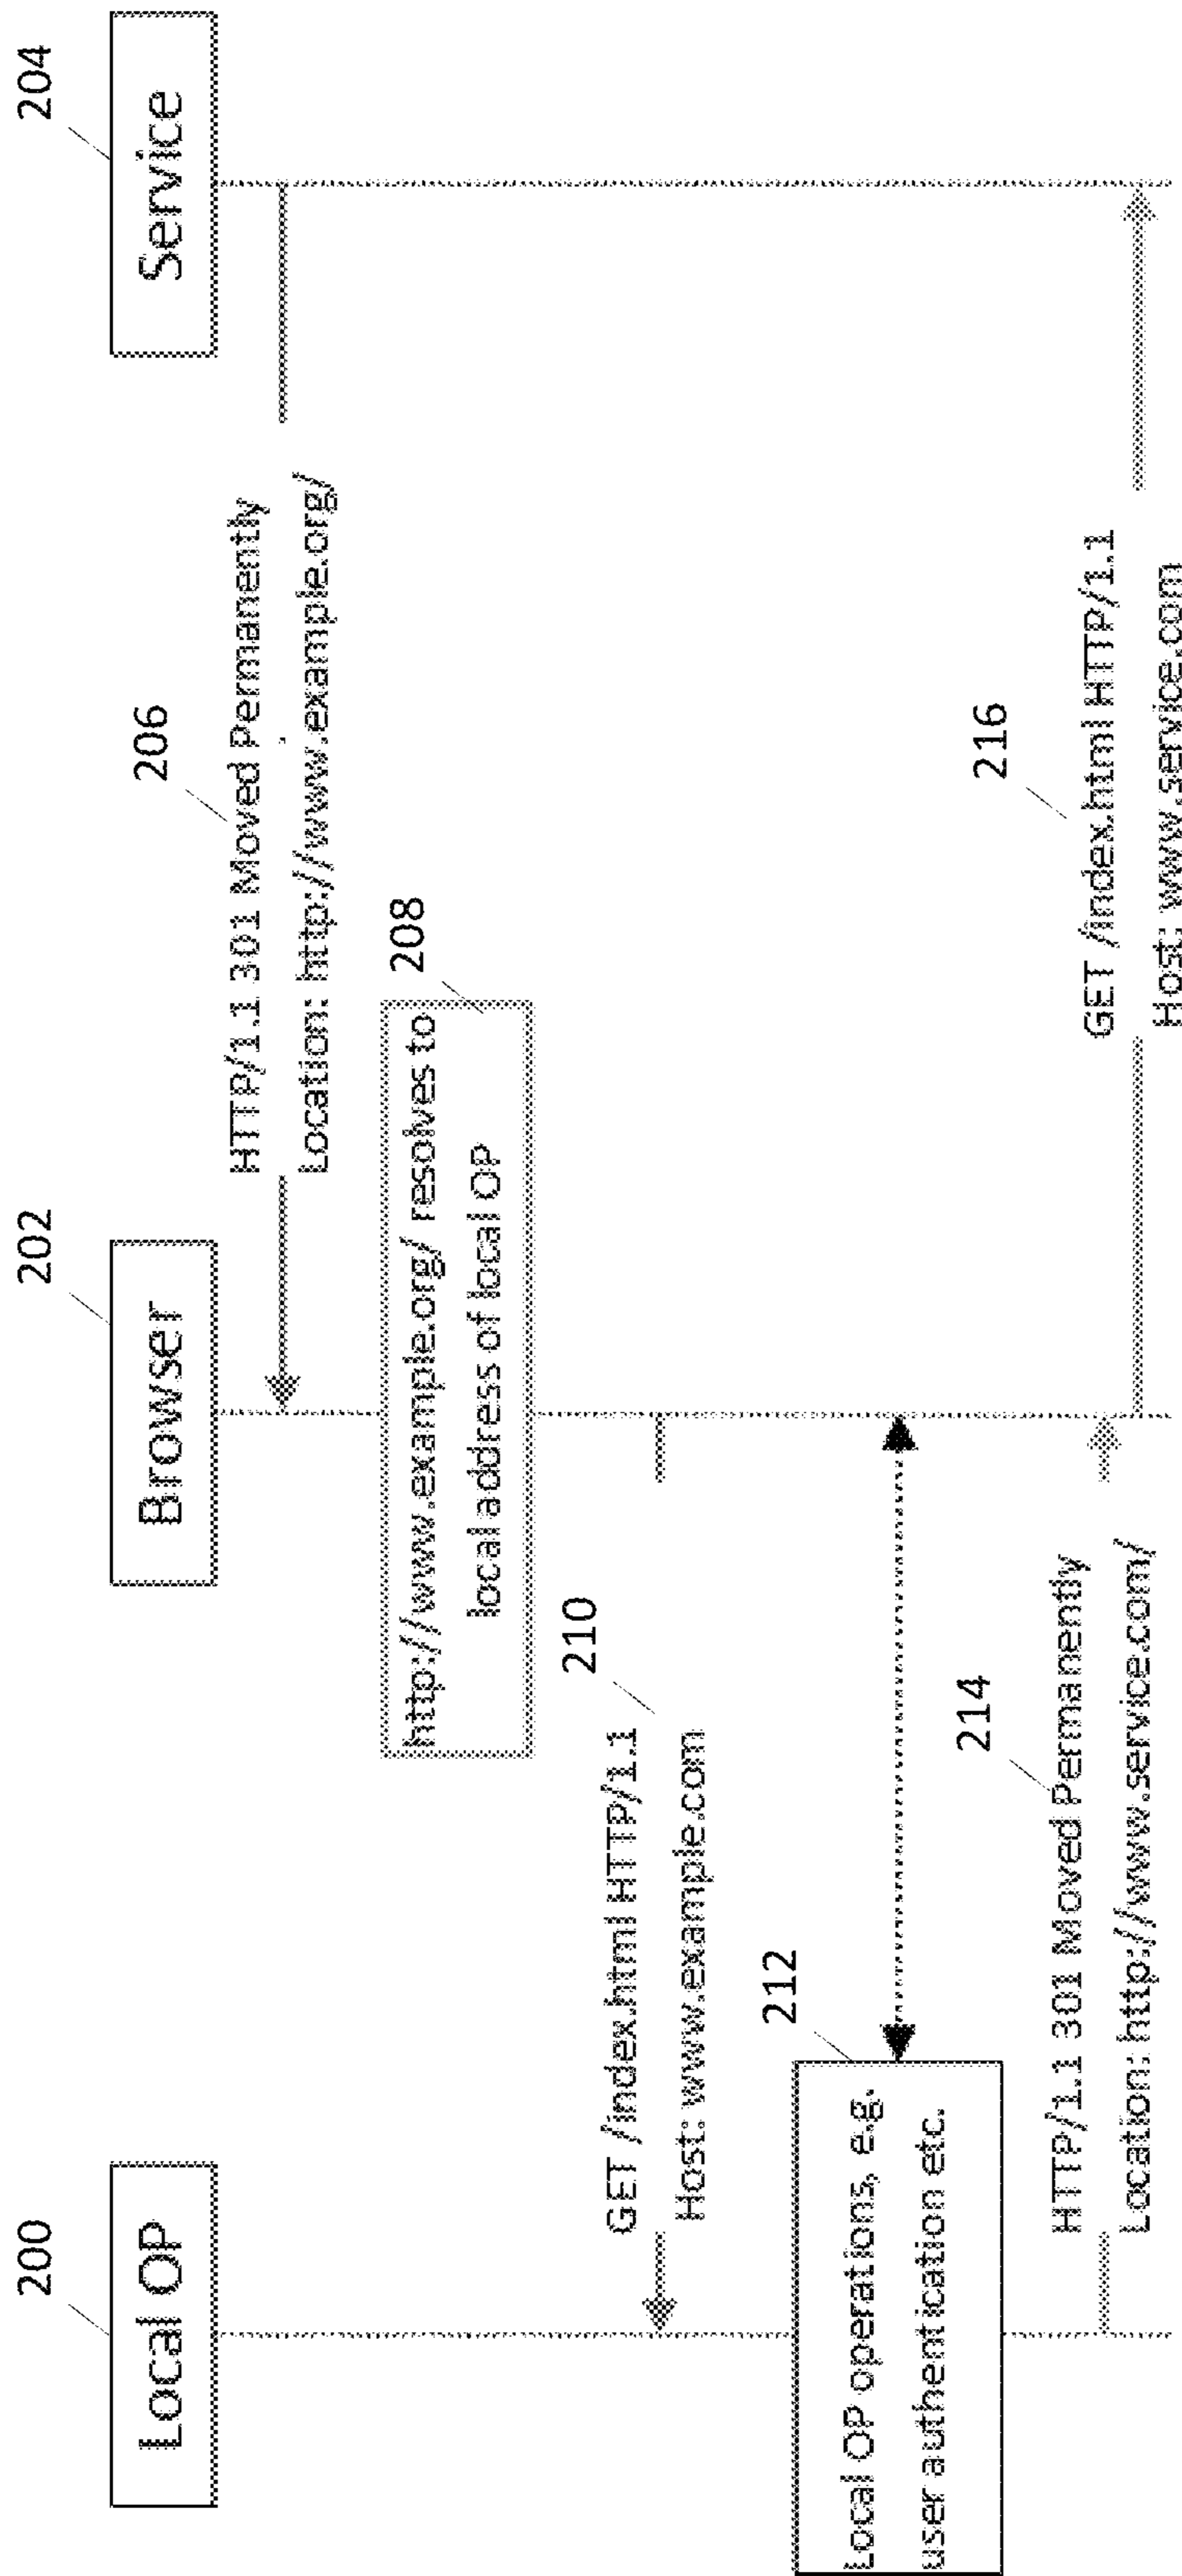 200
Local OP
202
Browser
204
Service
206
HTTP/1.1 301 Moved Permanently
Location: http://www.example.org/
208
http://www.example.org/ resolves to
local address of local OP
210
GET /index.html HTTP/1.1
Host: www.example.com
212
Local OP operations, e.g.
user authentication etc.
214
HTTP/1.1 301 Moved Permanently
Location: http://www.service.com/
216
GET /index.html HTTP/1.1
Host: www.service.com